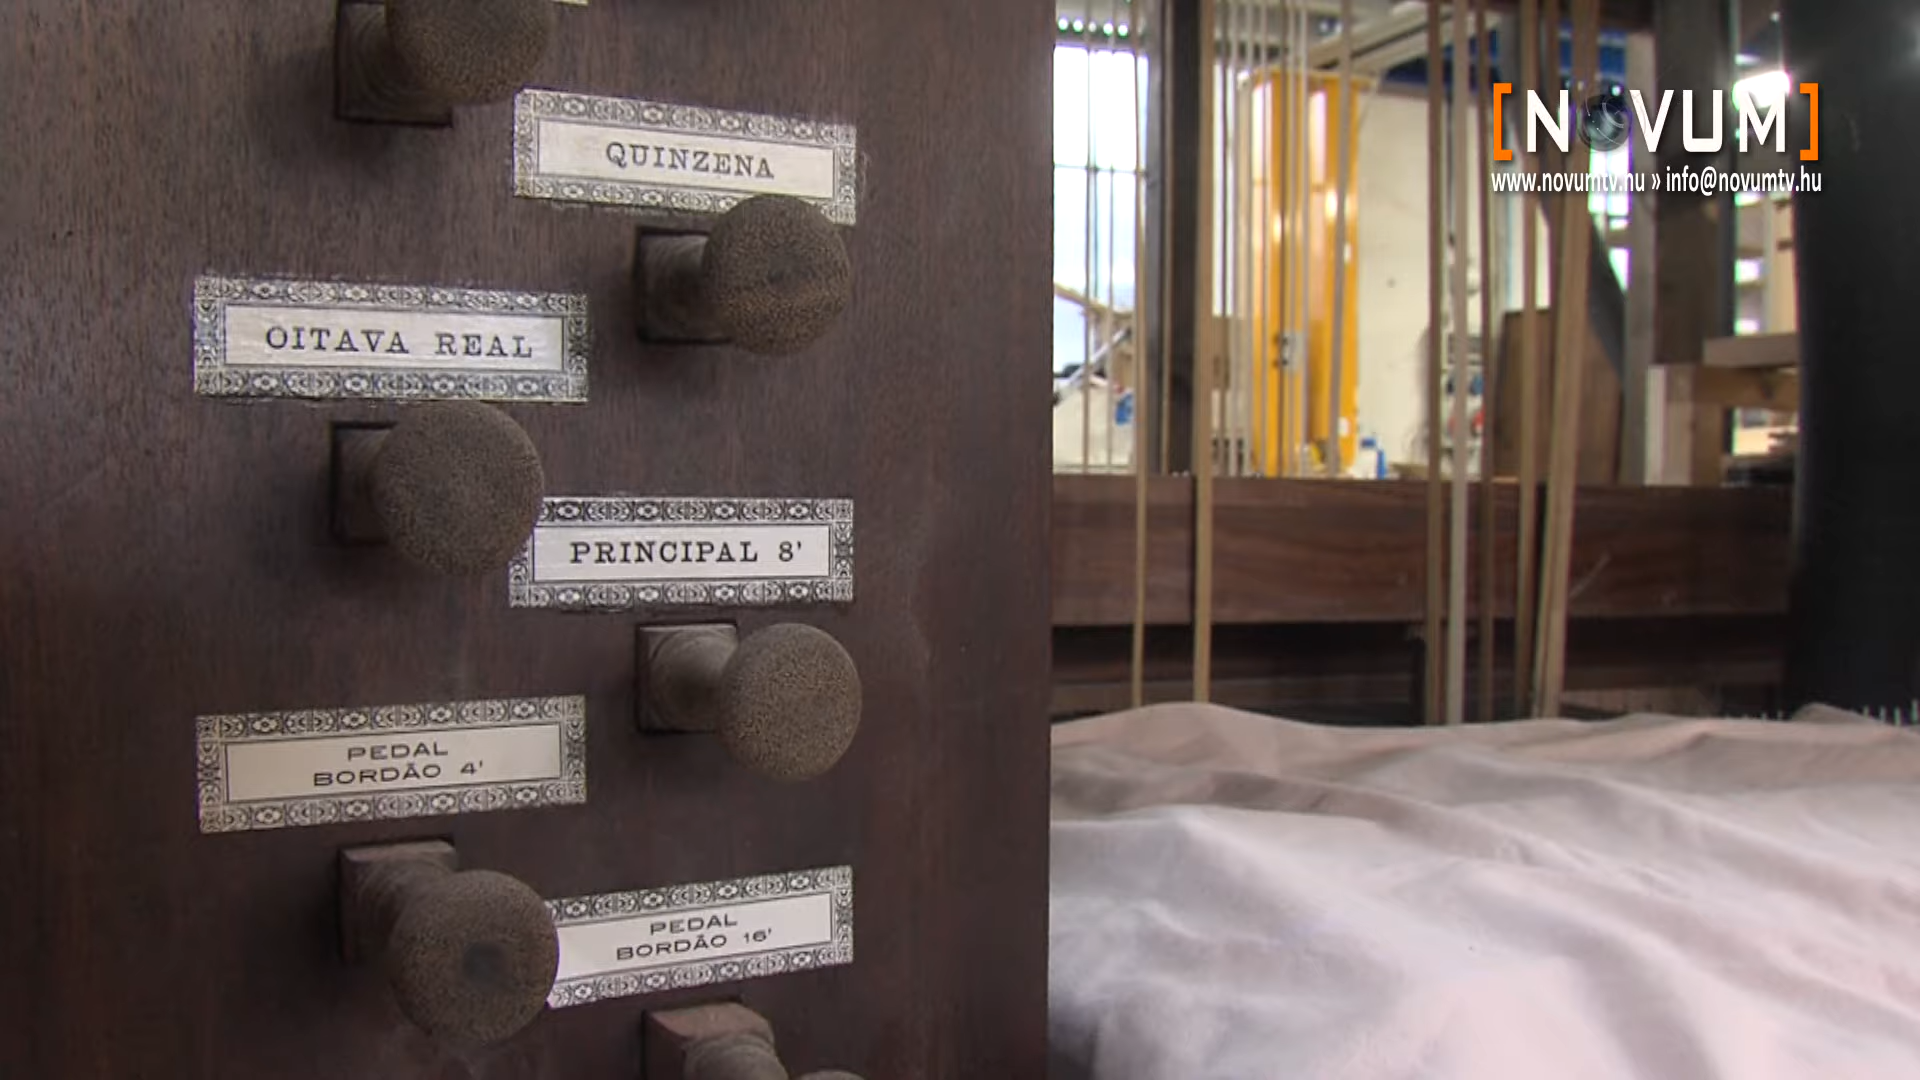 QUINZENA
OITAVA REAL
PRINCIPAL 8'
PEDAL
BORDÃO 4'
PEDAL
BORDÃO 16'
[NOVUM]
www.novumtv.hu » info@novumtv.hu